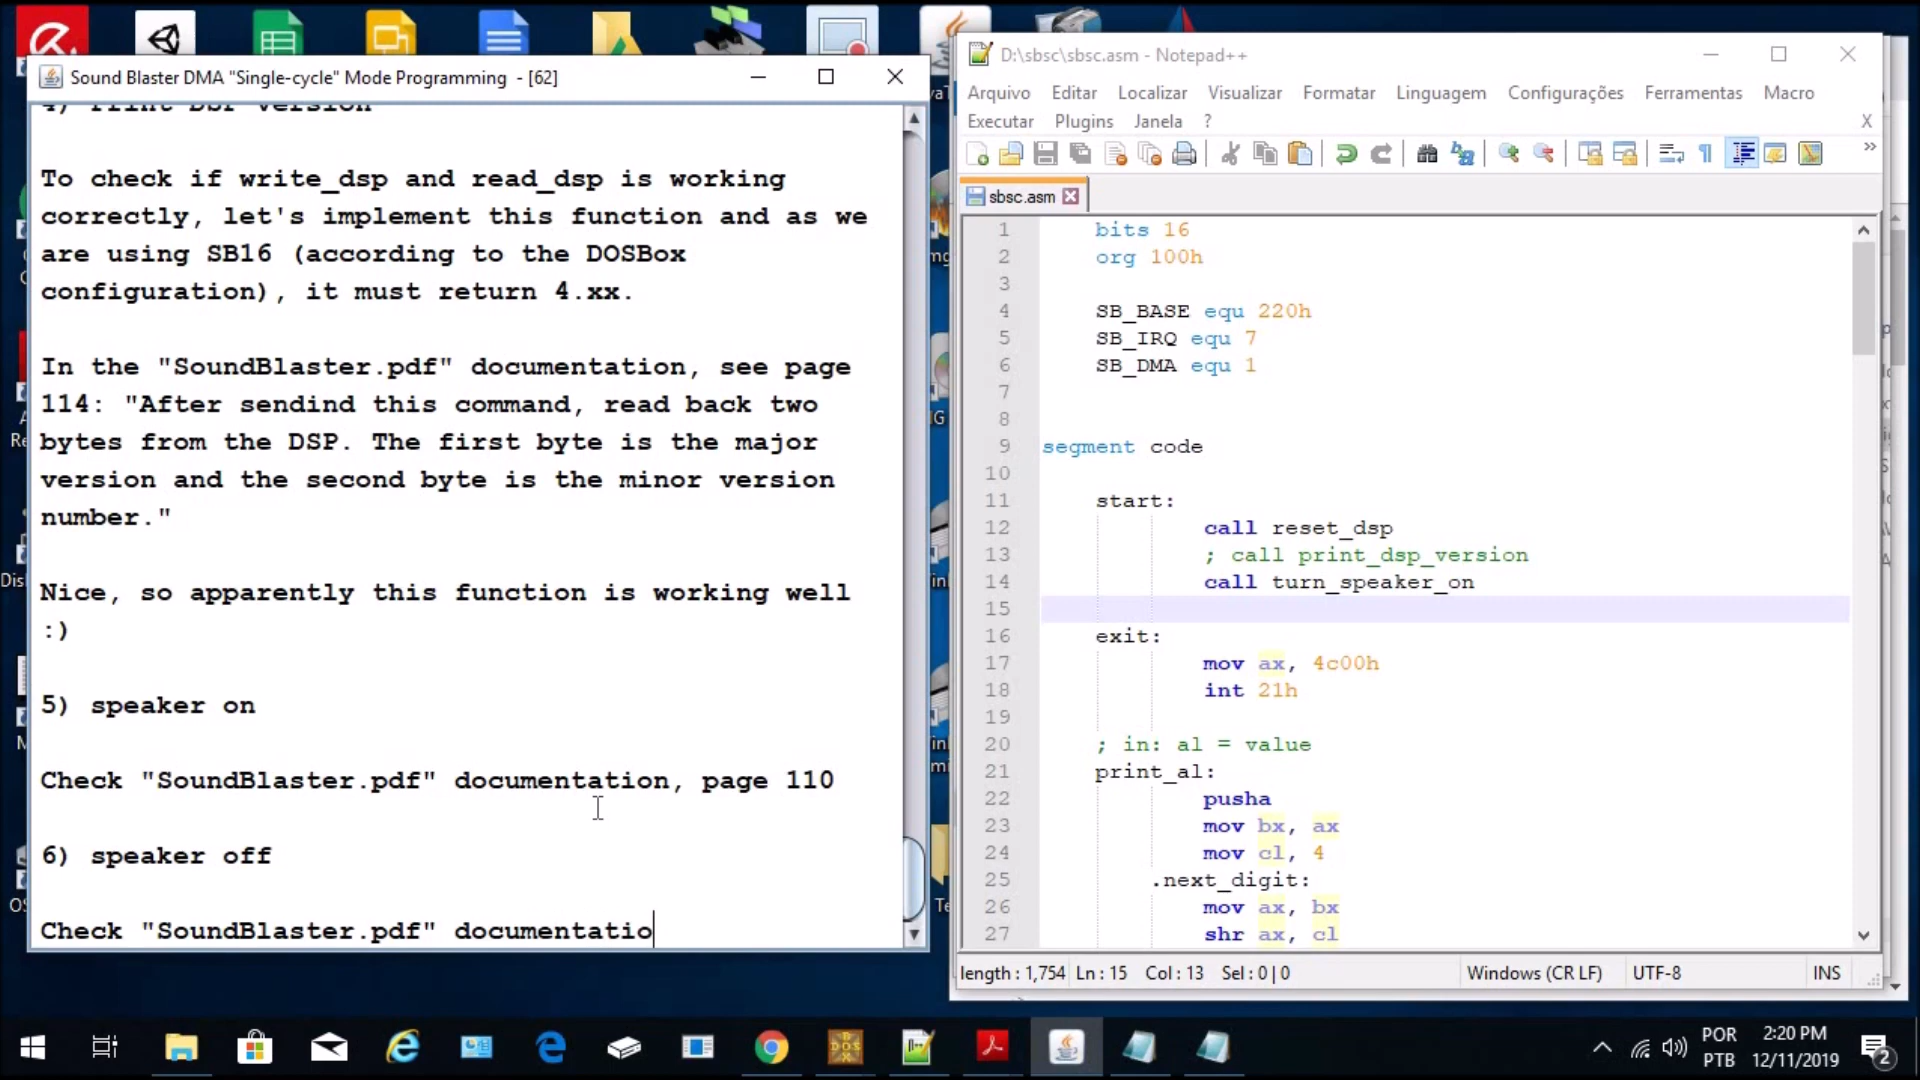 Sound Blaster DMA "Single-cycle" Mode Programming - [62]
4) Print DSP version
To check if write_dsp and read_dsp is working
correctly, let's implement this function and as we
are using SB16 (according to the DOSBox
configuration), it must return 4.xx.
In the "SoundBlaster.pdf" documentation, see page
114: "After sendind this command, read back two
bytes from the DSP. The first byte is the major
version and the second byte is the minor version
number."
Nice, so apparently this function is working well
:)
5) speaker on
Check "SoundBlaster.pdf" documentation, page 110
6) speaker off
Check "SoundBlaster.pdf" documentatio
D:\sbsc\sbsc.asm - Notepad++
Arquivo Editar Localizar Visualizar Formatar Linguagem Configurações Ferramentas Macro
Executar Plugins Janela ? X
sbsc.asm
1 bits 16
2 org 100h
3
4 SB_BASE equ 220h
5 SB_IRQ equ 7
6 SB_DMA equ 1
7
8
9 segment code
10
11 start:
12 call reset_dsp
13 ; call print_dsp_version
14 call turn_speaker_on
15
16 exit:
17 mov ax, 4c00h
18 int 21h
19
20 ; in: al = value
21 print_al:
22 pusha
23 mov bx, ax
24 mov cl, 4
25 .next_digit:
26 mov ax, bx
27 shr ax, cl
length : 1,754 Ln : 15 Col : 13 Sel : 0 | 0 Windows (CR LF) UTF-8 INS
POR
PTB
2:20 PM
12/11/2019
2